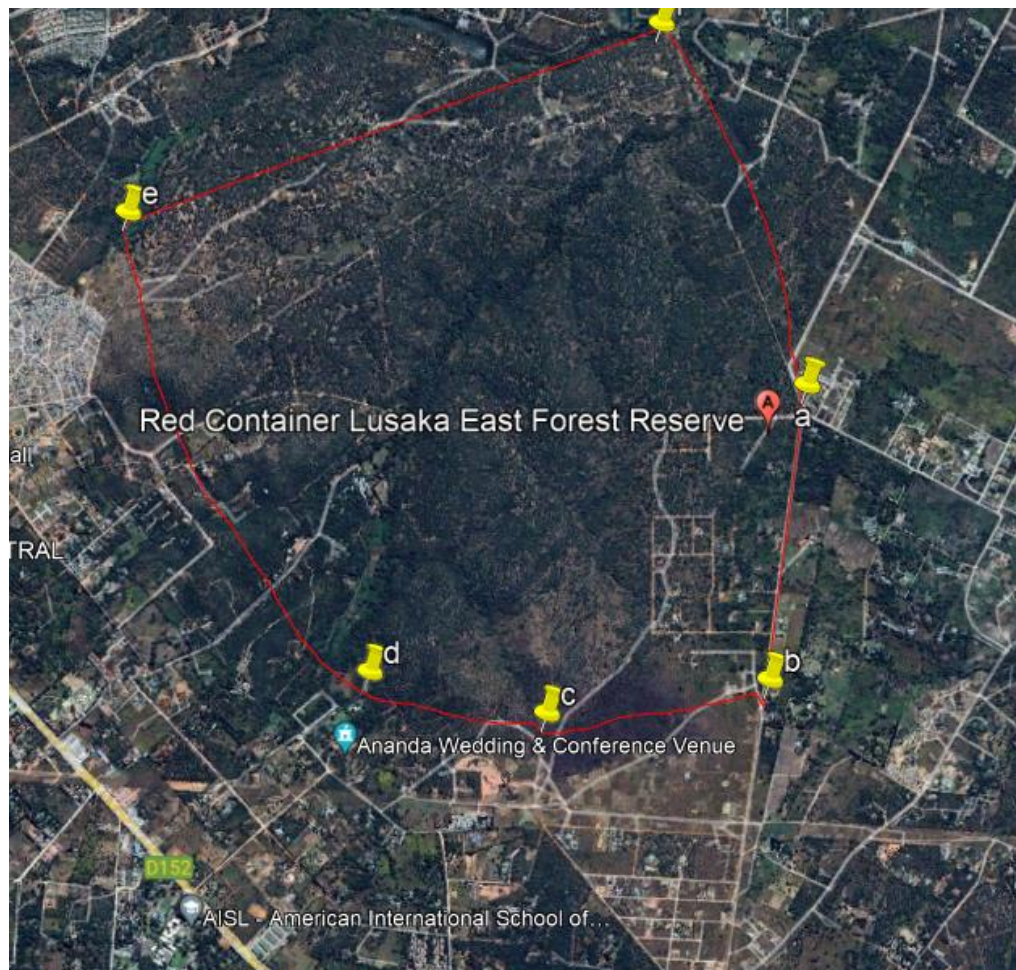 e
Red Container Lusaka East Forest Reserve
A
a
all
TRAL
d
b
c
Ananda Wedding & Conference Venue
D152
AISL - American International School of...